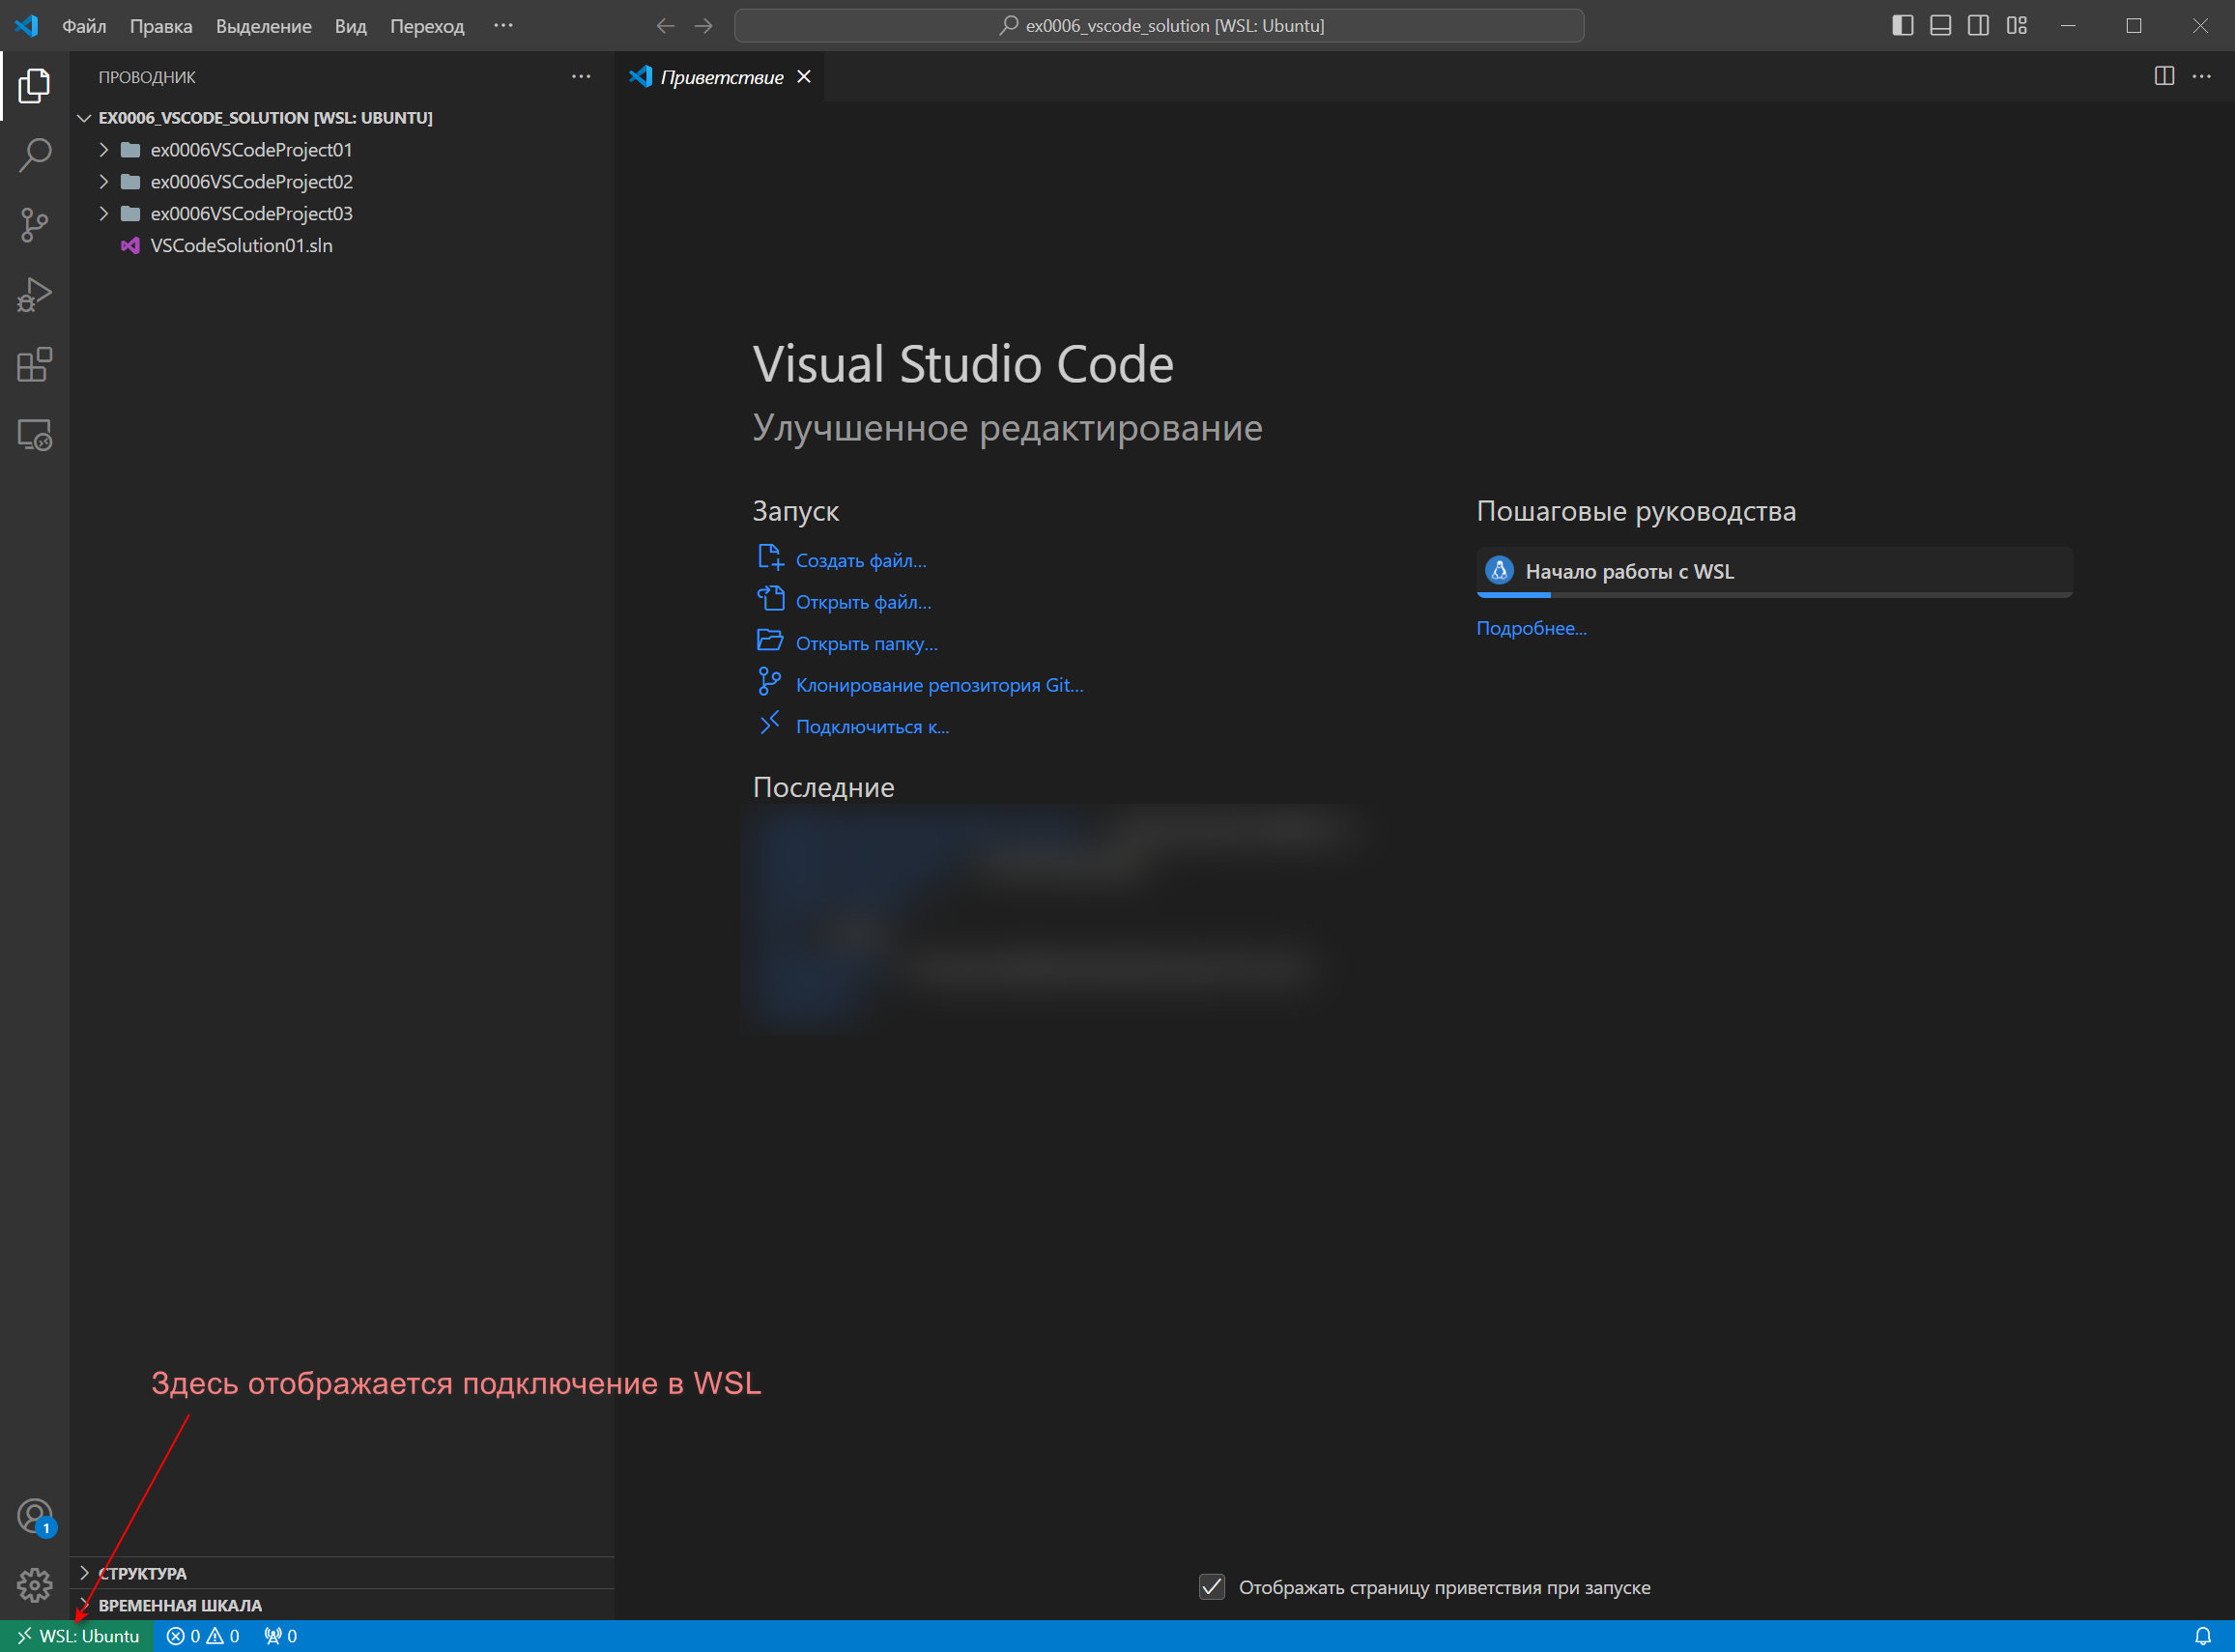 Файл Правка Выделение Вид Переход ···
ex0006_vscode_solution [WSL: Ubuntu]
ПРОВОДНИК
Приветствие
EX0006_VSCODE_SOLUTION [WSL: UBUNTU]
ex0006VSCodeProject01
ex0006VSCodeProject02
ex0006VSCodeProject03
VSCodeSolution01.sln
Visual Studio Code
Улучшенное редактирование
Запуск
Создать файл...
Открыть файл...
Открыть папку...
Клонирование репозитория Git...
Подключиться к...
Последние
Пошаговые руководства
Начало работы с WSL
Подробнее...
Здесь отображается подключение в WSL
1
СТРУКТУРА
ВРЕМЕННАЯ ШКАЛА
Отображать страницу приветствия при запуске
WSL: Ubuntu 0 0 0